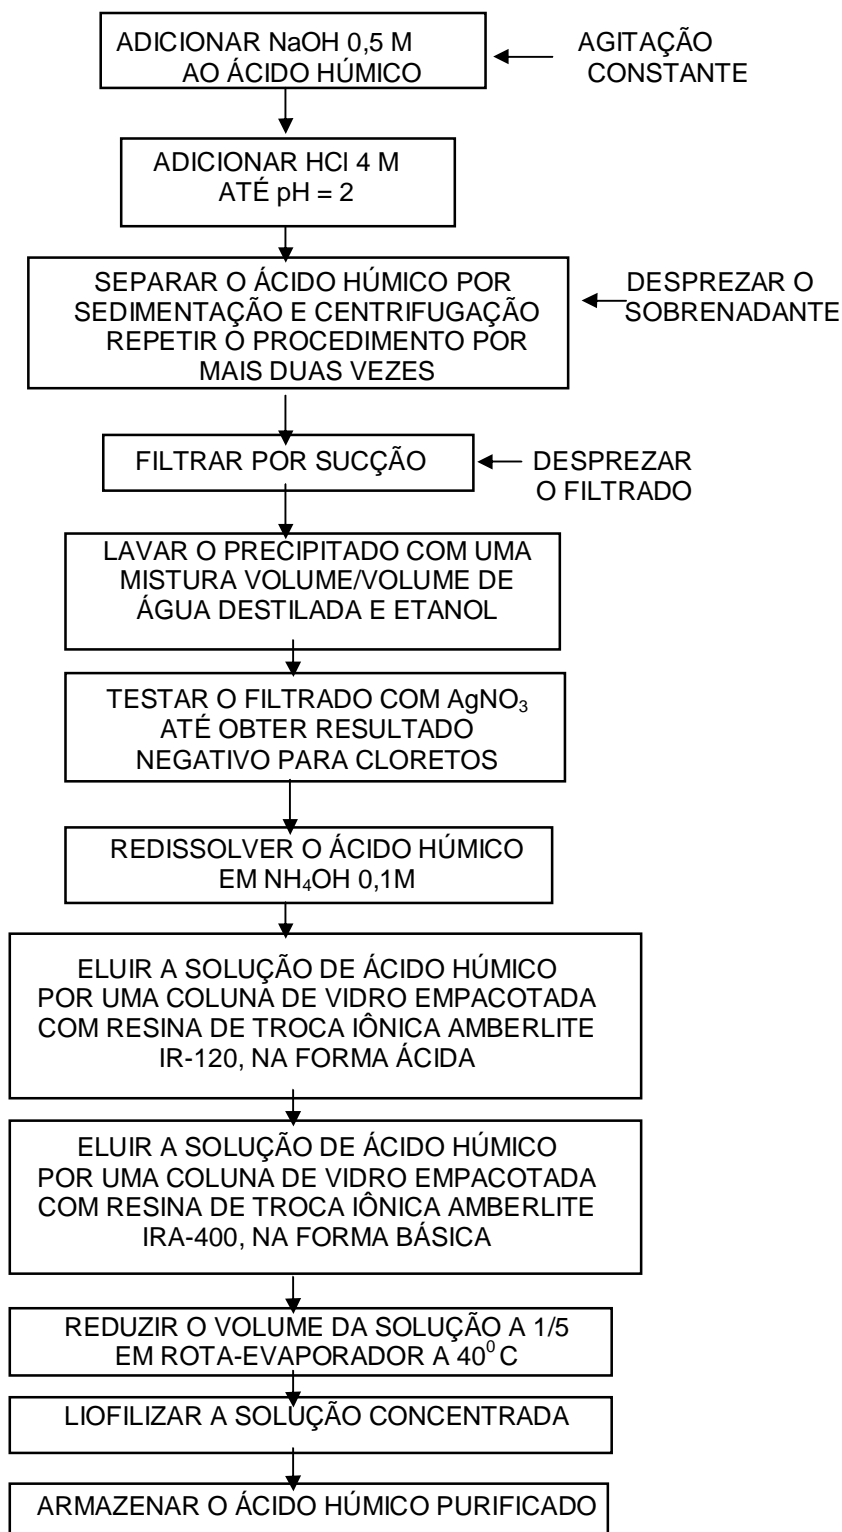 ADICIONAR NaOH 0,5 M
AO ÁCIDO HÚMICO
AGITAÇÃO
CONSTANTE
ADICIONAR HCl 4 M
ATÉ pH = 2
SEPARAR O ÁCIDO HÚMICO POR
SEDIMENTAÇÃO E CENTRIFUGAÇÃO
REPETIR O PROCEDIMENTO POR
MAIS DUAS VEZES
DESPREZAR O
SOBRENADANTE
FILTRAR POR SUCÇÃO
DESPREZAR
O FILTRADO
LAVAR O PRECIPITADO COM UMA
MISTURA VOLUME/VOLUME DE
ÁGUA DESTILADA E ETANOL
TESTAR O FILTRADO COM AgNO₃
ATÉ OBTER RESULTADO
NEGATIVO PARA CLORETOS
REDISSOLVER O ÁCIDO HÚMICO
EM NH₄OH 0,1M
ELUIR A SOLUÇÃO DE ÁCIDO HÚMICO
POR UMA COLUNA DE VIDRO EMPACOTADA
COM RESINA DE TROCA IÔNICA AMBERLITE
IR-120, NA FORMA ÁCIDA
ELUIR A SOLUÇÃO DE ÁCIDO HÚMICO
POR UMA COLUNA DE VIDRO EMPACOTADA
COM RESINA DE TROCA IÔNICA AMBERLITE
IRA-400, NA FORMA BÁSICA
REDUZIR O VOLUME DA SOLUÇÃO A 1/5
EM ROTA-EVAPORADOR A 40⁰ C
LIOFILIZAR A SOLUÇÃO CONCENTRADA
ARMAZENAR O ÁCIDO HÚMICO PURIFICADO